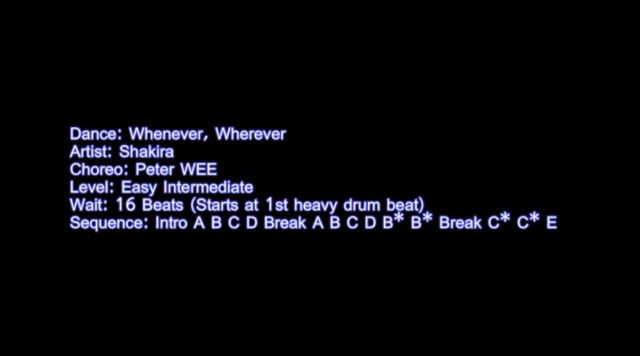 Dance: Whenever, Wherever
Artist: Shakira
Choreo: Peter WEE
Level: Easy Intermediate
Wait: 16 Beats (Starts at 1st heavy drum beat)
Sequence: Intro A B C D Break A B C D B* B* Break C* C* E